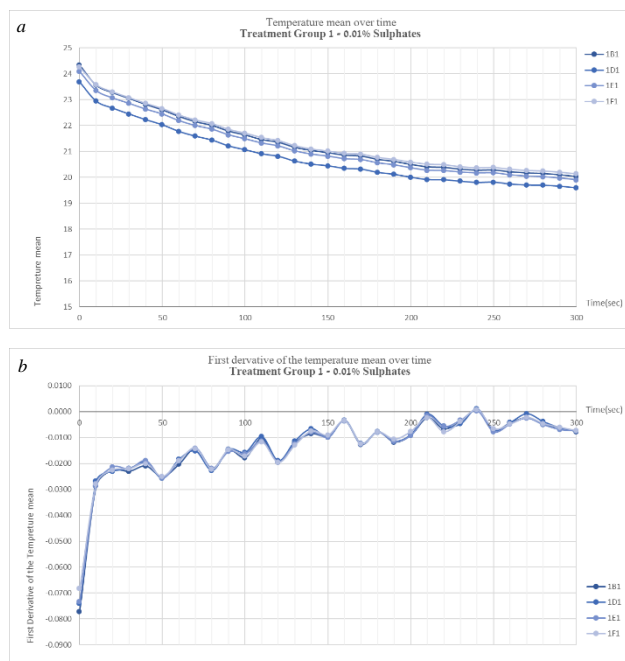 a
Temperature mean over time
Treatment Group 1 - 0.01% Sulphates
25
24
23
22
21
20
19
18
17
16
15
Tempreture mean
0
50
100
150
200
250
300
Time(sec)
1B1
1D1
1E1
1F1
b
First dervative of the temperature mean over time
Treatment Group 1 - 0.01% Sulphates
0.0100
0.0000
-0.0100
-0.0200
-0.0300
-0.0400
-0.0500
-0.0600
-0.0700
-0.0800
-0.0900
First Derivative of the Tempreture mean
0
50
100
150
200
250
300
Time(sec)
1B1
1D1
1E1
1F1